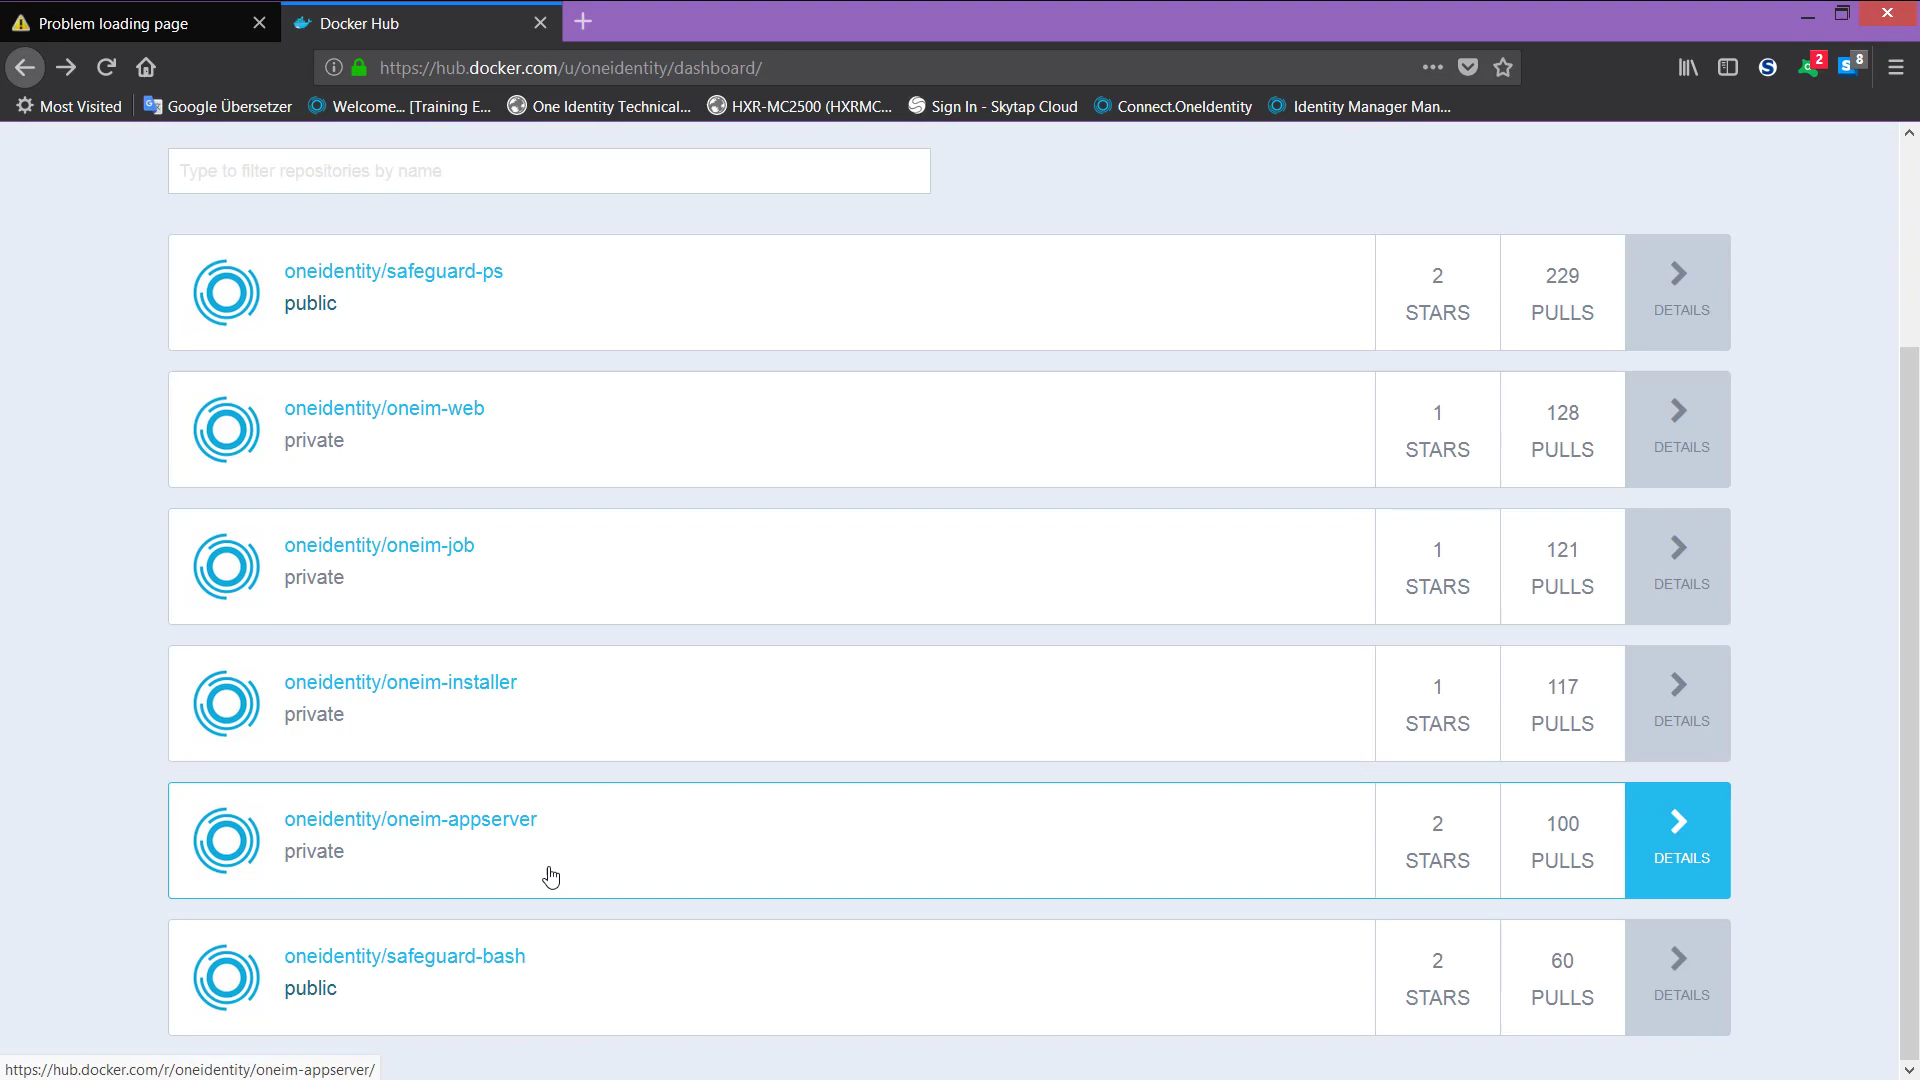 Problem loading page
Docker Hub
https://hub.docker.com/u/oneidentity/dashboard/
2
8
Most Visited
Google Übersetzer
Welcome... [Training E...
One Identity Technical...
HXR-MC2500 (HXRMC...
Sign In - Skytap Cloud
Connect.OneIdentity
Identity Manager Man...
Type to filter repositories by name
oneidentity/safeguard-ps
public
2
STARS
229
PULLS
DETAILS
oneidentity/oneim-web
private
1
STARS
128
PULLS
DETAILS
oneidentity/oneim-job
private
1
STARS
121
PULLS
DETAILS
oneidentity/oneim-installer
private
1
STARS
117
PULLS
DETAILS
oneidentity/oneim-appserver
private
2
STARS
100
PULLS
DETAILS
oneidentity/safeguard-bash
public
2
STARS
60
PULLS
DETAILS
https://hub.docker.com/r/oneidentity/oneim-appserver/